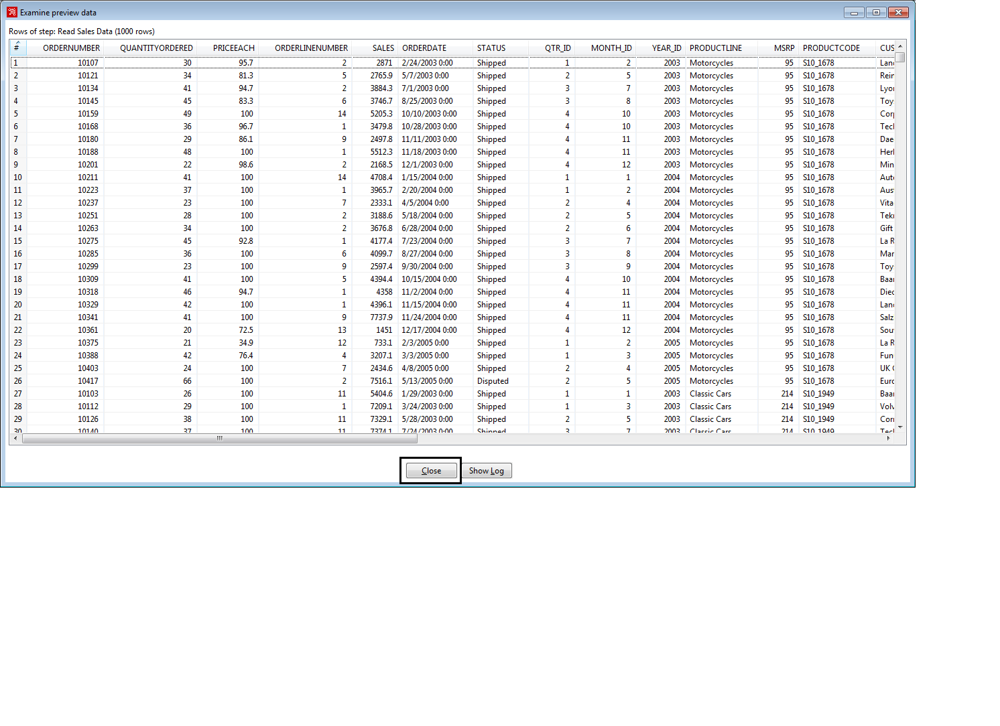 Examine preview data
Rows of step: Read Sales Data (1000 rows)
# ORDERNUMBER QUANTITYORDERED PRICEEACH ORDERLINENUMBER SALES ORDERDATE STATUS QTR_ID MONTH_ID YEAR_ID PRODUCTLINE MSRP PRODUCTCODE CUS
1 10107 30 95.7 2 2871 2/24/2003 0:00 Shipped 1 2 2003 Motorcycles 95 S10_1678 Lan
2 10121 34 81.3 5 2765.9 5/7/2003 0:00 Shipped 2 5 2003 Motorcycles 95 S10_1678 Rein
3 10134 41 94.7 2 3884.3 7/1/2003 0:00 Shipped 3 7 2003 Motorcycles 95 S10_1678 Lyo
4 10145 45 83.3 6 3746.7 8/25/2003 0:00 Shipped 3 8 2003 Motorcycles 95 S10_1678 Toy
5 10159 49 100 14 5205.3 10/10/2003 0:00 Shipped 4 10 2003 Motorcycles 95 S10_1678 Cor
6 10168 36 96.7 1 3479.8 10/28/2003 0:00 Shipped 4 10 2003 Motorcycles 95 S10_1678 Tec
7 10180 29 86.1 9 2497.8 11/11/2003 0:00 Shipped 4 11 2003 Motorcycles 95 S10_1678 Dae
8 10188 48 100 1 5512.3 11/18/2003 0:00 Shipped 4 11 2003 Motorcycles 95 S10_1678 Her
9 10201 22 98.6 2 2168.5 12/1/2003 0:00 Shipped 4 12 2003 Motorcycles 95 S10_1678 Min
10 10211 41 100 14 4708.4 1/15/2004 0:00 Shipped 1 1 2004 Motorcycles 95 S10_1678 Aut
11 10223 37 100 1 3965.7 2/20/2004 0:00 Shipped 1 2 2004 Motorcycles 95 S10_1678 Aus
12 10237 23 100 7 2333.1 4/5/2004 0:00 Shipped 2 4 2004 Motorcycles 95 S10_1678 Vita
13 10251 28 100 2 3188.6 5/18/2004 0:00 Shipped 2 5 2004 Motorcycles 95 S10_1678 Tek
14 10263 34 100 2 3676.8 6/28/2004 0:00 Shipped 2 6 2004 Motorcycles 95 S10_1678 Gift
15 10275 45 92.8 1 4177.4 7/23/2004 0:00 Shipped 3 7 2004 Motorcycles 95 S10_1678 La R
16 10285 36 100 6 4099.7 8/27/2004 0:00 Shipped 3 8 2004 Motorcycles 95 S10_1678 Mar
17 10299 23 100 9 2597.4 9/30/2004 0:00 Shipped 3 9 2004 Motorcycles 95 S10_1678 Toy
18 10309 41 100 5 4394.4 10/15/2004 0:00 Shipped 4 10 2004 Motorcycles 95 S10_1678 Baa
19 10318 46 94.7 1 4358 11/2/2004 0:00 Shipped 4 11 2004 Motorcycles 95 S10_1678 Died
20 10329 42 100 1 4396.1 11/15/2004 0:00 Shipped 4 11 2004 Motorcycles 95 S10_1678 Lan
21 10341 41 100 9 7737.9 11/24/2004 0:00 Shipped 4 11 2004 Motorcycles 95 S10_1678 Salz
22 10361 20 72.5 13 1451 12/17/2004 0:00 Shipped 4 12 2004 Motorcycles 95 S10_1678 Sou
23 10375 21 34.9 12 733.1 2/3/2005 0:00 Shipped 1 2 2005 Motorcycles 95 S10_1678 La R
24 10388 42 76.4 4 3207.1 3/3/2005 0:00 Shipped 1 3 2005 Motorcycles 95 S10_1678 Fun
25 10403 24 100 7 2434.6 4/8/2005 0:00 Shipped 2 4 2005 Motorcycles 95 S10_1678 UK
26 10417 66 100 2 7516.1 5/13/2005 0:00 Disputed 2 5 2005 Motorcycles 95 S10_1678 Euro
27 10103 26 100 11 5404.6 1/29/2003 0:00 Shipped 1 1 2003 Classic Cars 214 S10_1949 Baa
28 10112 29 100 1 7209.1 3/24/2003 0:00 Shipped 1 3 2003 Classic Cars 214 S10_1949 Volv
29 10126 38 100 11 7329.1 5/28/2003 0:00 Shipped 2 5 2003 Classic Cars 214 S10_1949 Cor
30 10140 37 100 11 7374.1 7/24/2003 0:00 Shipped 3 7 2003 Classic Cars 214 S10_1949 Tec
Close Show Log